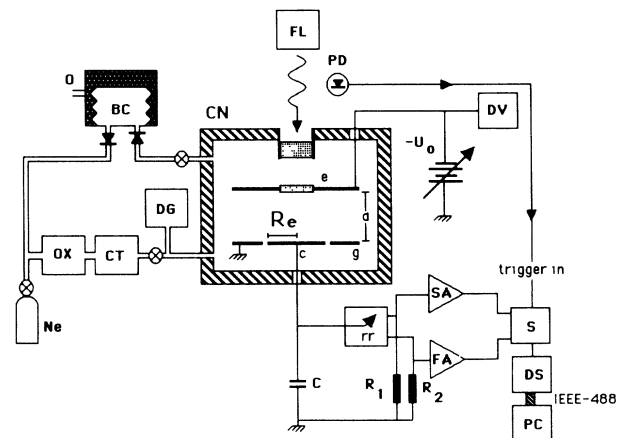 FL
PD
O
BC
CN
DV
-U₀
e
DG
Re
d
OX
CT
c
g
trigger in
SA
S
rr
Ne
FA
C
R₁
R₂
DS
IEEE-488
PC